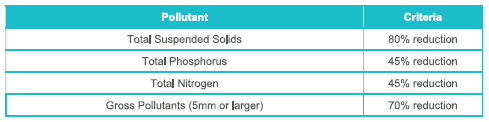 Pollutant Criteria
Total Suspended Solids 80% reduction
Total Phosphorus 45% reduction
Total Nitrogen 45% reduction
Gross Pollutants (5mm or larger) 70% reduction